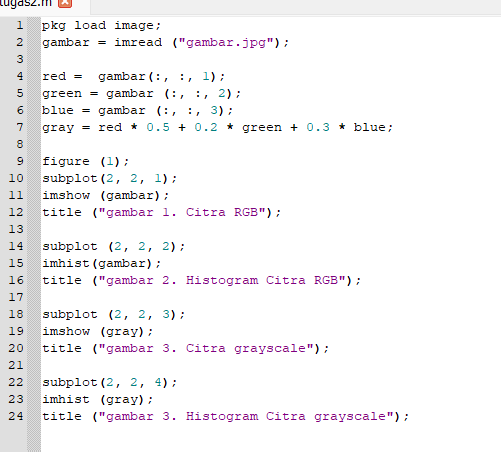 tugas2.m
1 pkg load image;
2 gambar = imread ("gambar.jpg");
3
4 red =  gambar(:, :, 1);
5 green = gambar (:, :, 2);
6 blue = gambar (:, :, 3);
7 gray = red * 0.5 + 0.2 * green + 0.3 * blue;
8
9 figure (1);
10 subplot(2, 2, 1);
11 imshow (gambar);
12 title ("gambar 1. Citra RGB");
13
14 subplot (2, 2, 2);
15 imhist(gambar);
16 title ("gambar 2. Histogram Citra RGB");
17
18 subplot (2, 2, 3);
19 imshow (gray);
20 title ("gambar 3. Citra grayscale");
21
22 subplot(2, 2, 4);
23 imhist (gray);
24 title ("gambar 3. Histogram Citra grayscale");